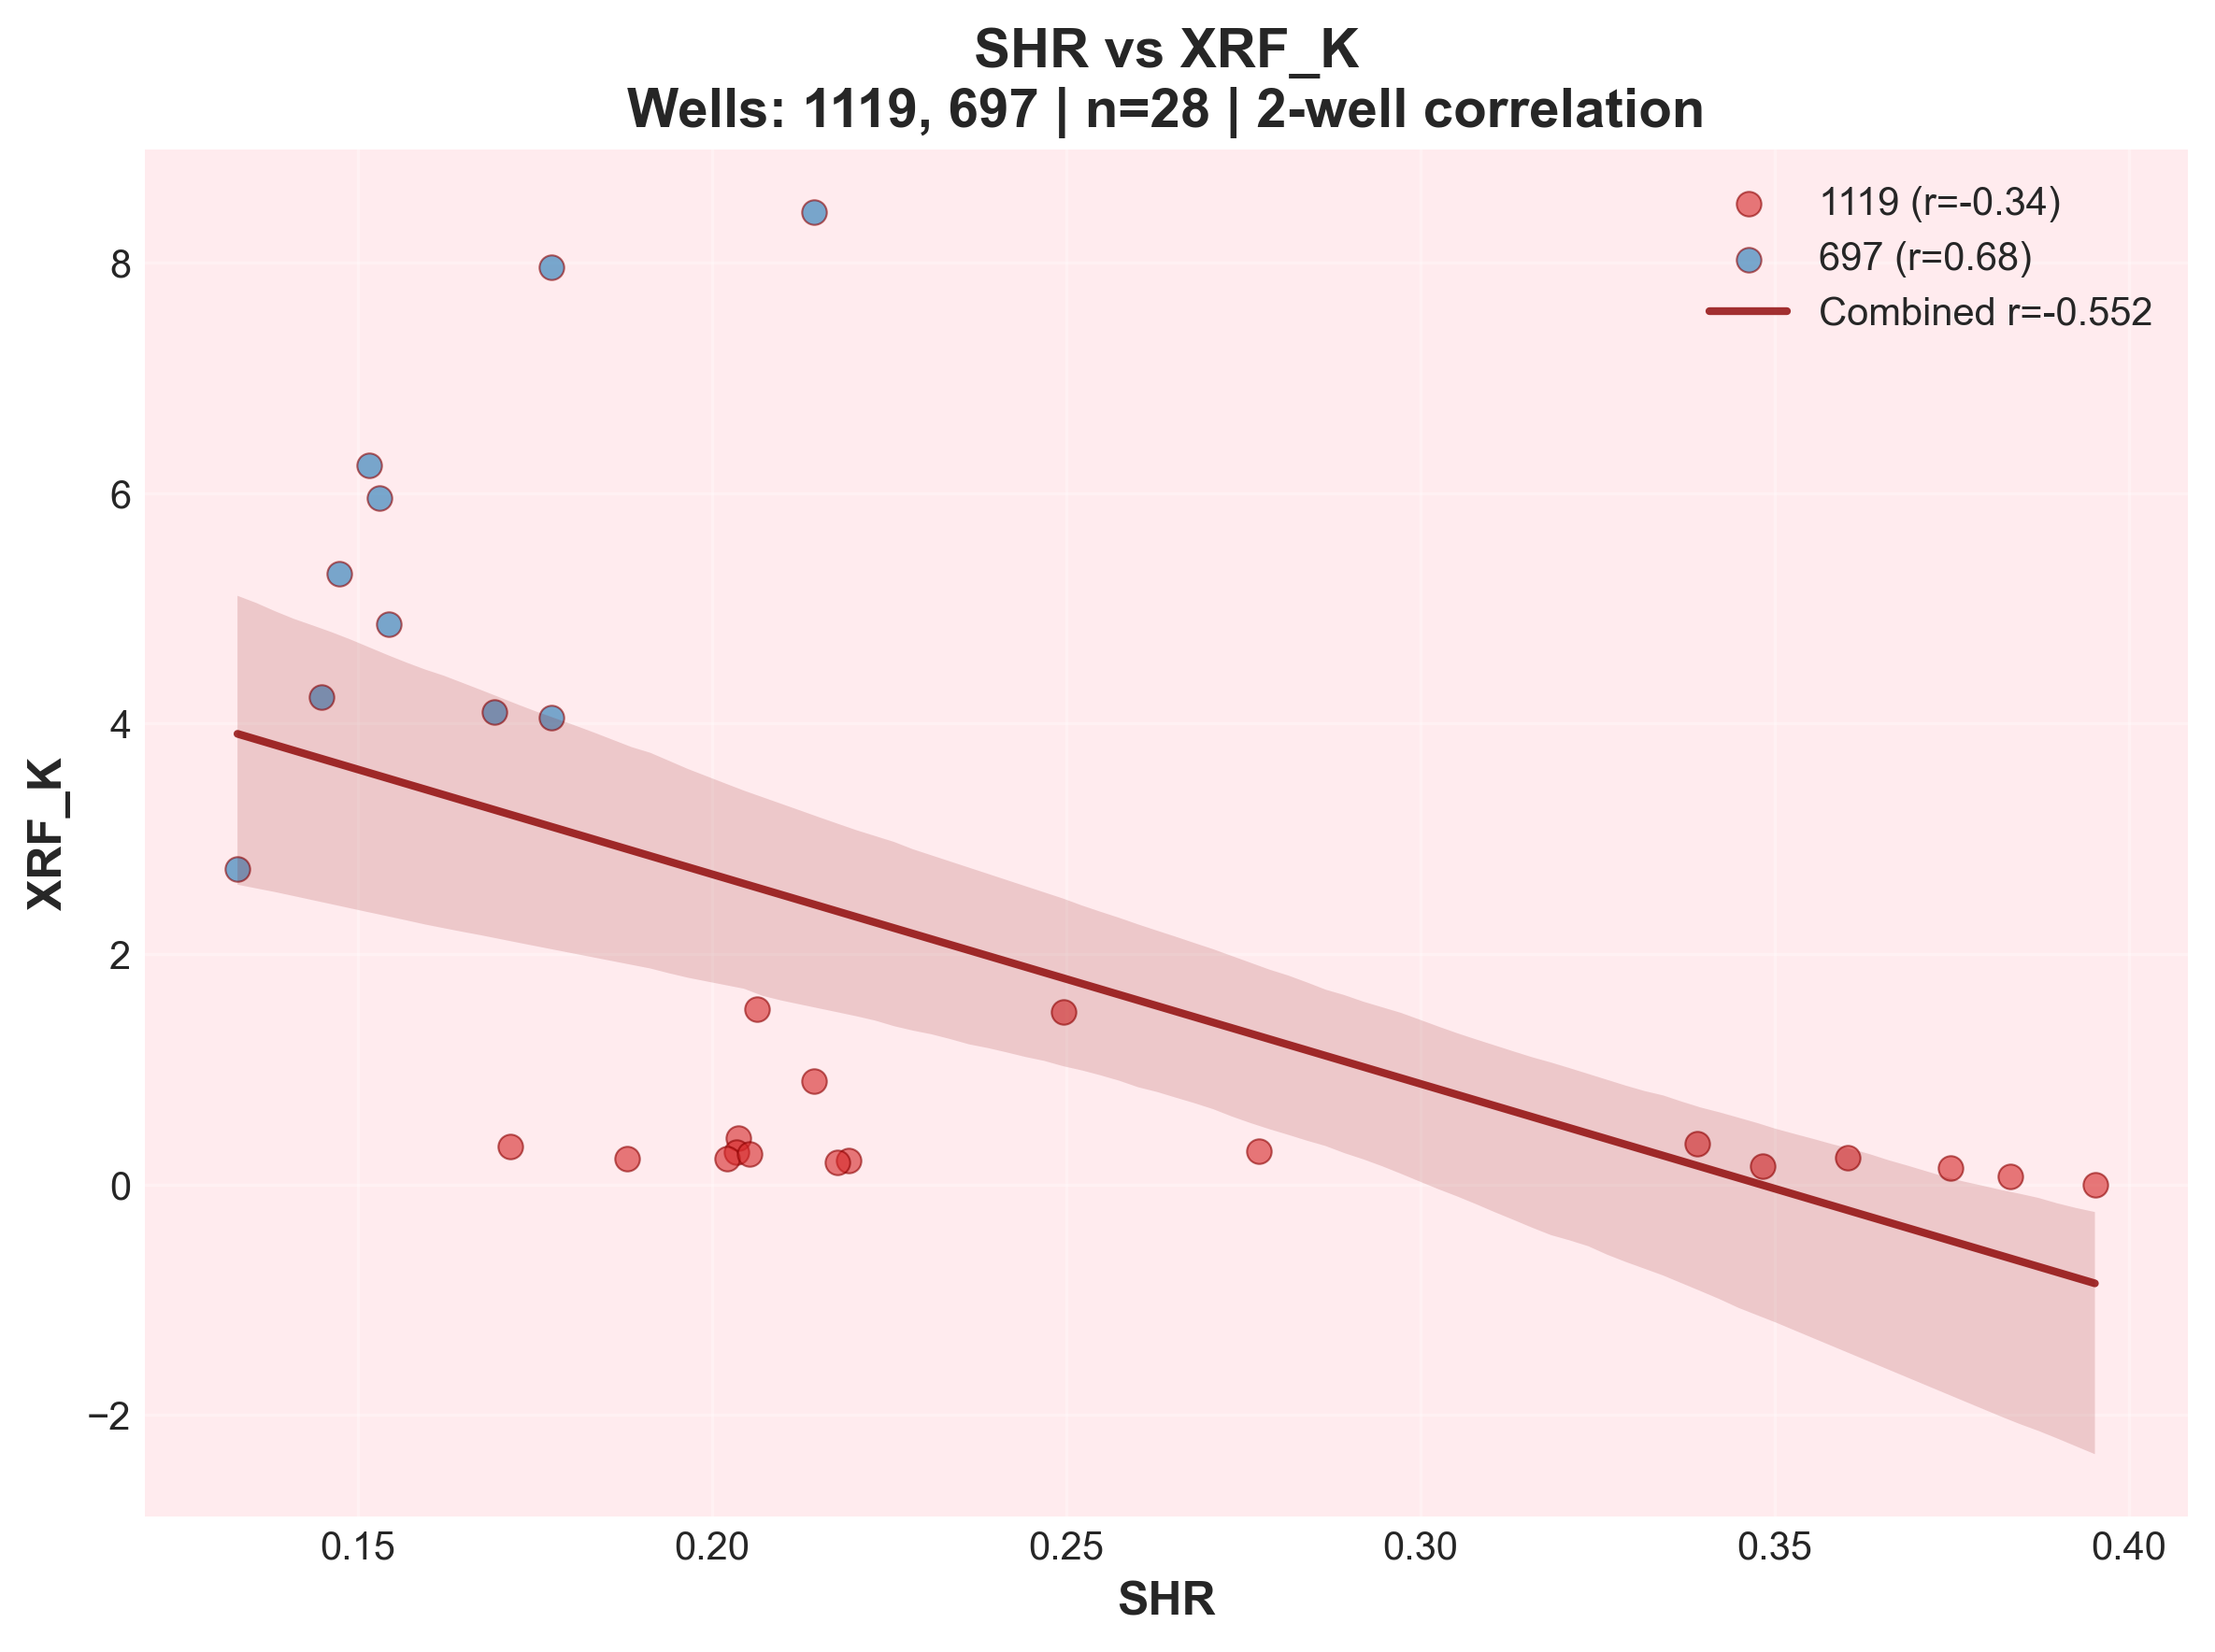 SHR vs XRF_K
Wells: 1119, 697 | n=28 | 2-well correlation
1119 (r=-0.34)
697 (r=0.68)
Combined r=-0.552
8
6
4
2
0
−2
XRF_K
0.15
0.20
0.25
0.30
0.35
0.40
SHR